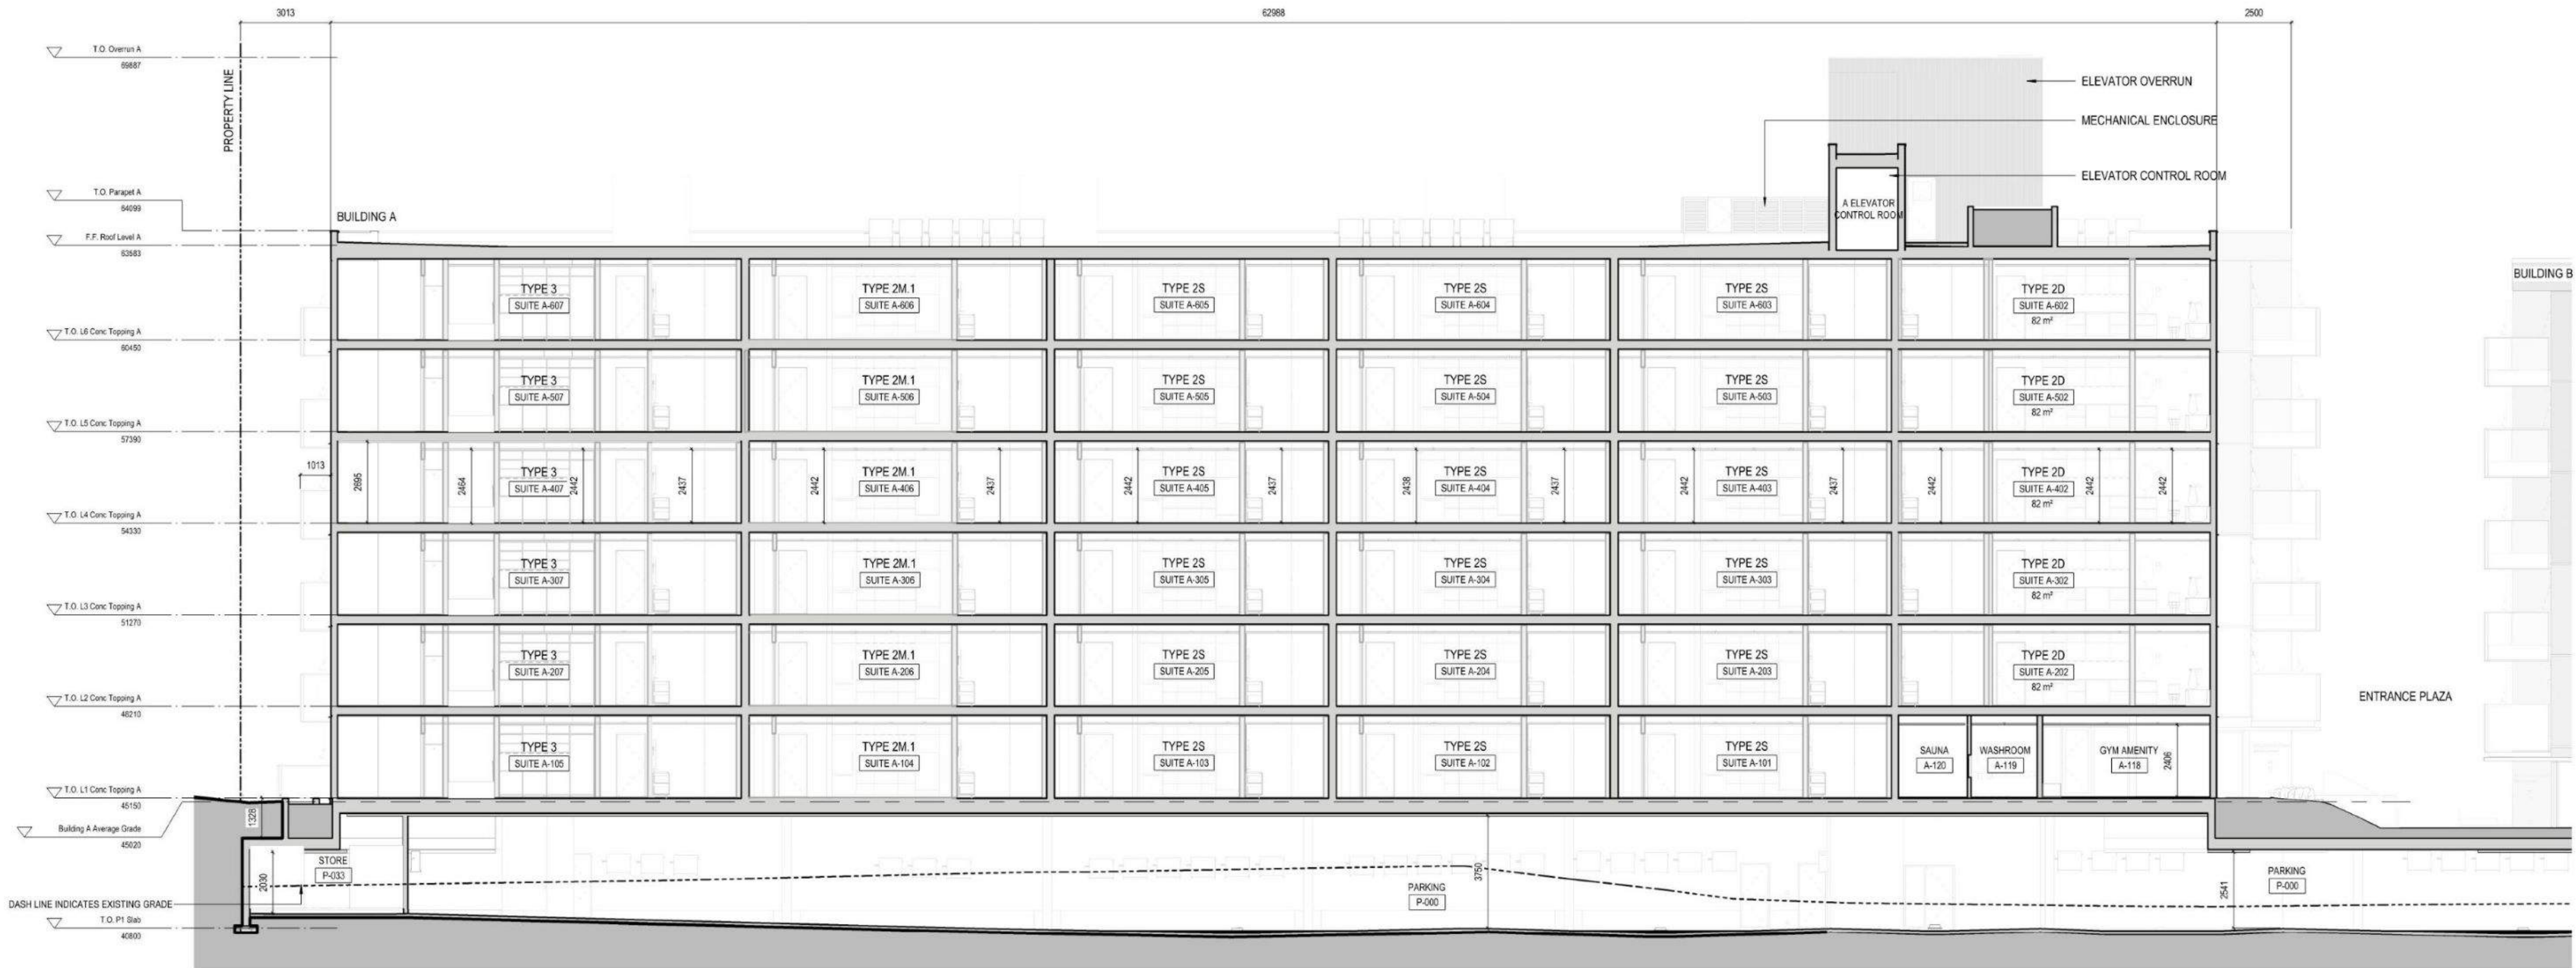 3013
62988
2500
T.O. Overrun A
69887
PROPERTY LINE
ELEVATOR OVERRUN
MECHANICAL ENCLOSURE
ELEVATOR CONTROL ROOM
T.O. Parapet A
64099
BUILDING A
A ELEVATOR
CONTROL ROOM
F.F. Roof Level A
63583
BUILDING B
TYPE 3
SUITE A-607
TYPE 2M.1
SUITE A-606
TYPE 2S
SUITE A-605
TYPE 2S
SUITE A-604
TYPE 2S
SUITE A-603
TYPE 2D
SUITE A-602
82 m²
T.O. L6 Conc Topping A
60450
TYPE 3
SUITE A-507
TYPE 2M.1
SUITE A-506
TYPE 2S
SUITE A-505
TYPE 2S
SUITE A-504
TYPE 2S
SUITE A-503
TYPE 2D
SUITE A-502
82 m²
T.O. L5 Conc Topping A
57390
1013
2695
2464
TYPE 3
SUITE A-407
2442
2437
2442
TYPE 2M.1
SUITE A-406
2437
2442
TYPE 2S
SUITE A-405
2437
2438
TYPE 2S
SUITE A-404
2437
2442
TYPE 2S
SUITE A-403
2437
2442
TYPE 2D
SUITE A-402
82 m²
2442
2442
T.O. L4 Conc Topping A
54330
TYPE 3
SUITE A-307
TYPE 2M.1
SUITE A-306
TYPE 2S
SUITE A-305
TYPE 2S
SUITE A-304
TYPE 2S
SUITE A-303
TYPE 2D
SUITE A-302
82 m²
T.O. L3 Conc Topping A
51270
TYPE 3
SUITE A-207
TYPE 2M.1
SUITE A-206
TYPE 2S
SUITE A-205
TYPE 2S
SUITE A-204
TYPE 2S
SUITE A-203
TYPE 2D
SUITE A-202
82 m²
T.O. L2 Conc Topping A
48210
ENTRANCE PLAZA
TYPE 3
SUITE A-105
TYPE 2M.1
SUITE A-104
TYPE 2S
SUITE A-103
TYPE 2S
SUITE A-102
TYPE 2S
SUITE A-101
SAUNA
A-120
WASHROOM
A-119
GYM AMENITY
A-118
2406
T.O. L1 Conc Topping A
45150
1328
Building A Average Grade
45020
STORE
P-033
2030
3750
PARKING
P-000
2541
PARKING
P-000
DASH LINE INDICATES EXISTING GRADE
T.O. P1 Slab
40800